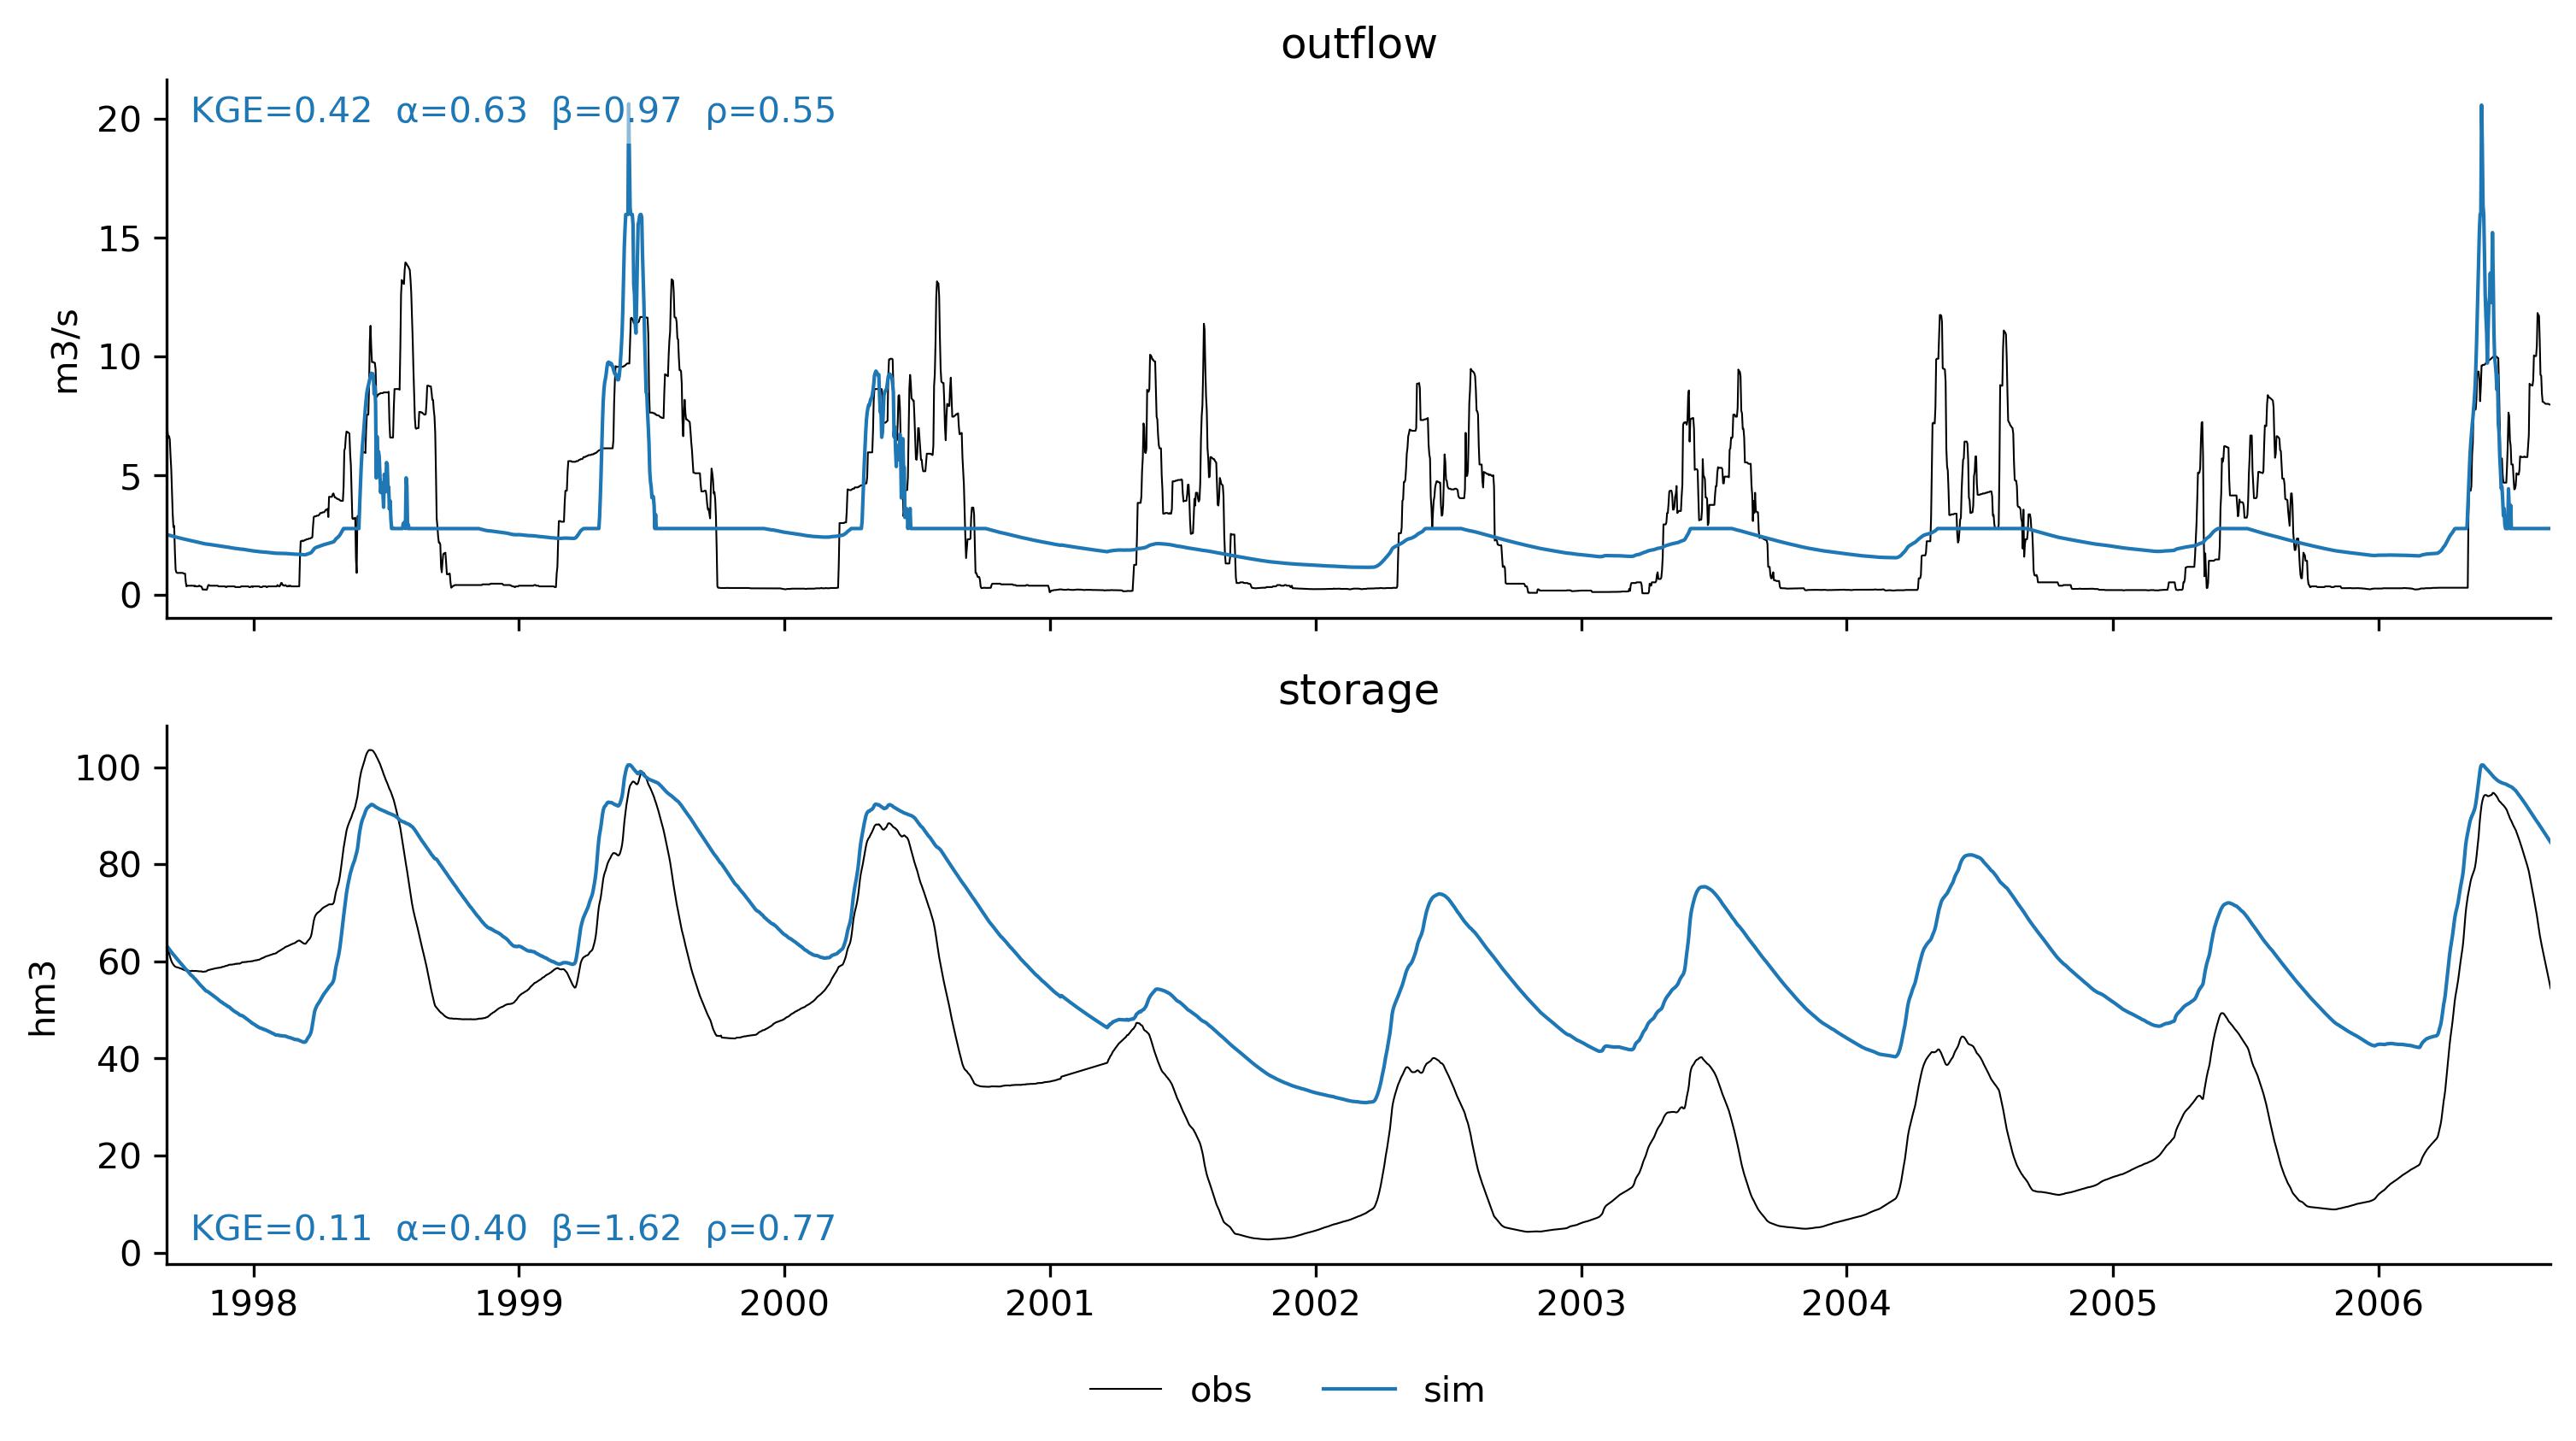 outflow
KGE=0.42 α=0.63 β=0.97 ρ=0.55
20
15
10
5
0
m3/s
storage
100
80
60
40
20
0
hm3
KGE=0.11 α=0.40 β=1.62 ρ=0.77
1998 1999 2000 2001 2002 2003 2004 2005 2006
obs sim